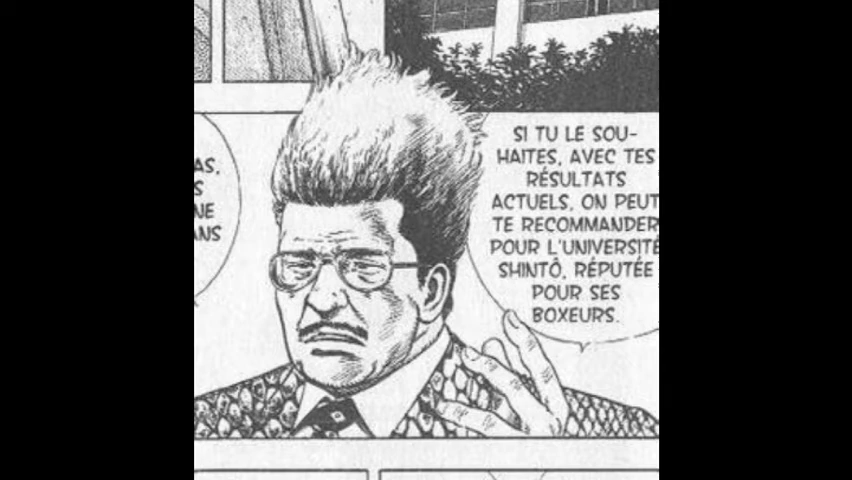 AS,
S
NE
ANS
SI TU LE SOU-
HAITES, AVEC TES
RÉSULTATS
ACTUELS, ON PEUT
TE RECOMMANDER
POUR L'UNIVERSITÉ
SHINTÔ, RÉPUTÉE
POUR SES
BOXEURS.